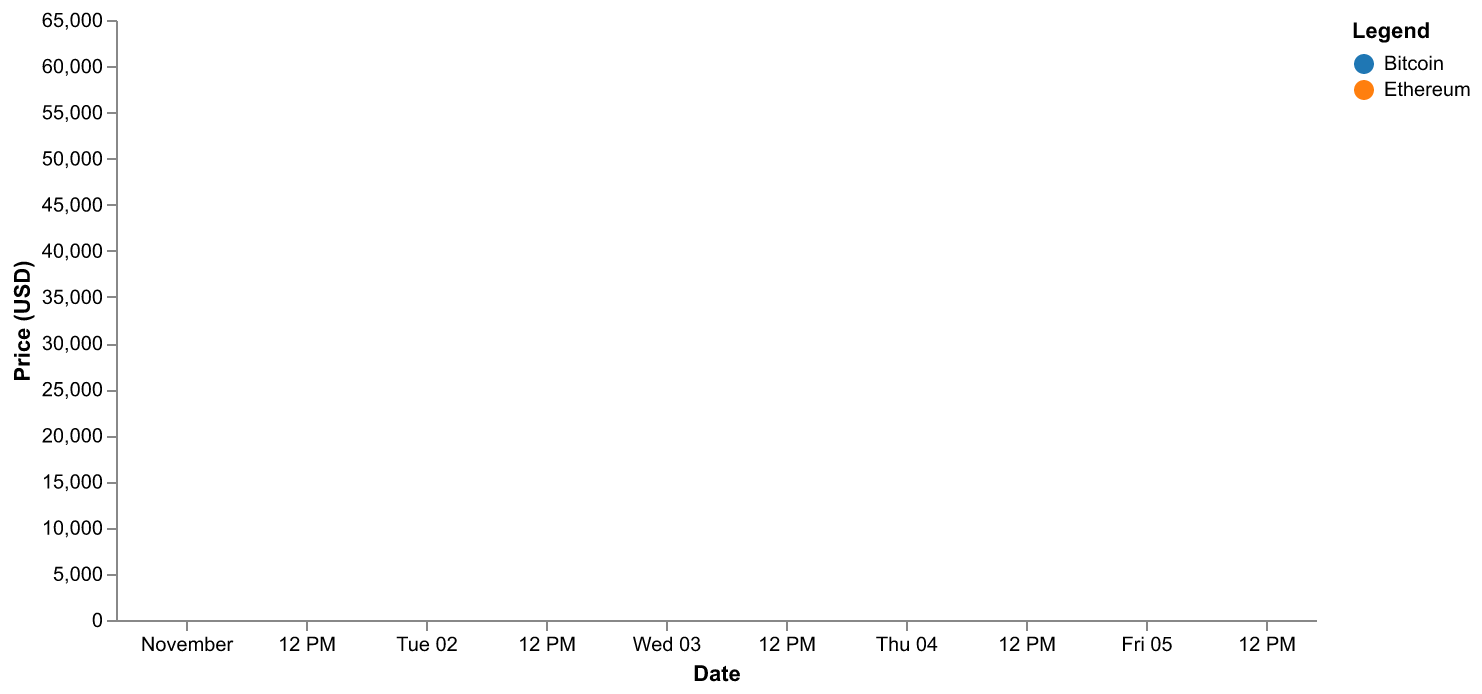 65,000
60,000
55,000
50,000
45,000
40,000
35,000
30,000
25,000
20,000
15,000
10,000
5,000
0
Price (USD)
November 12 PM Tue 02 12 PM Wed 03 12 PM Thu 04 12 PM Fri 05 12 PM
Date
Legend
Bitcoin
Ethereum